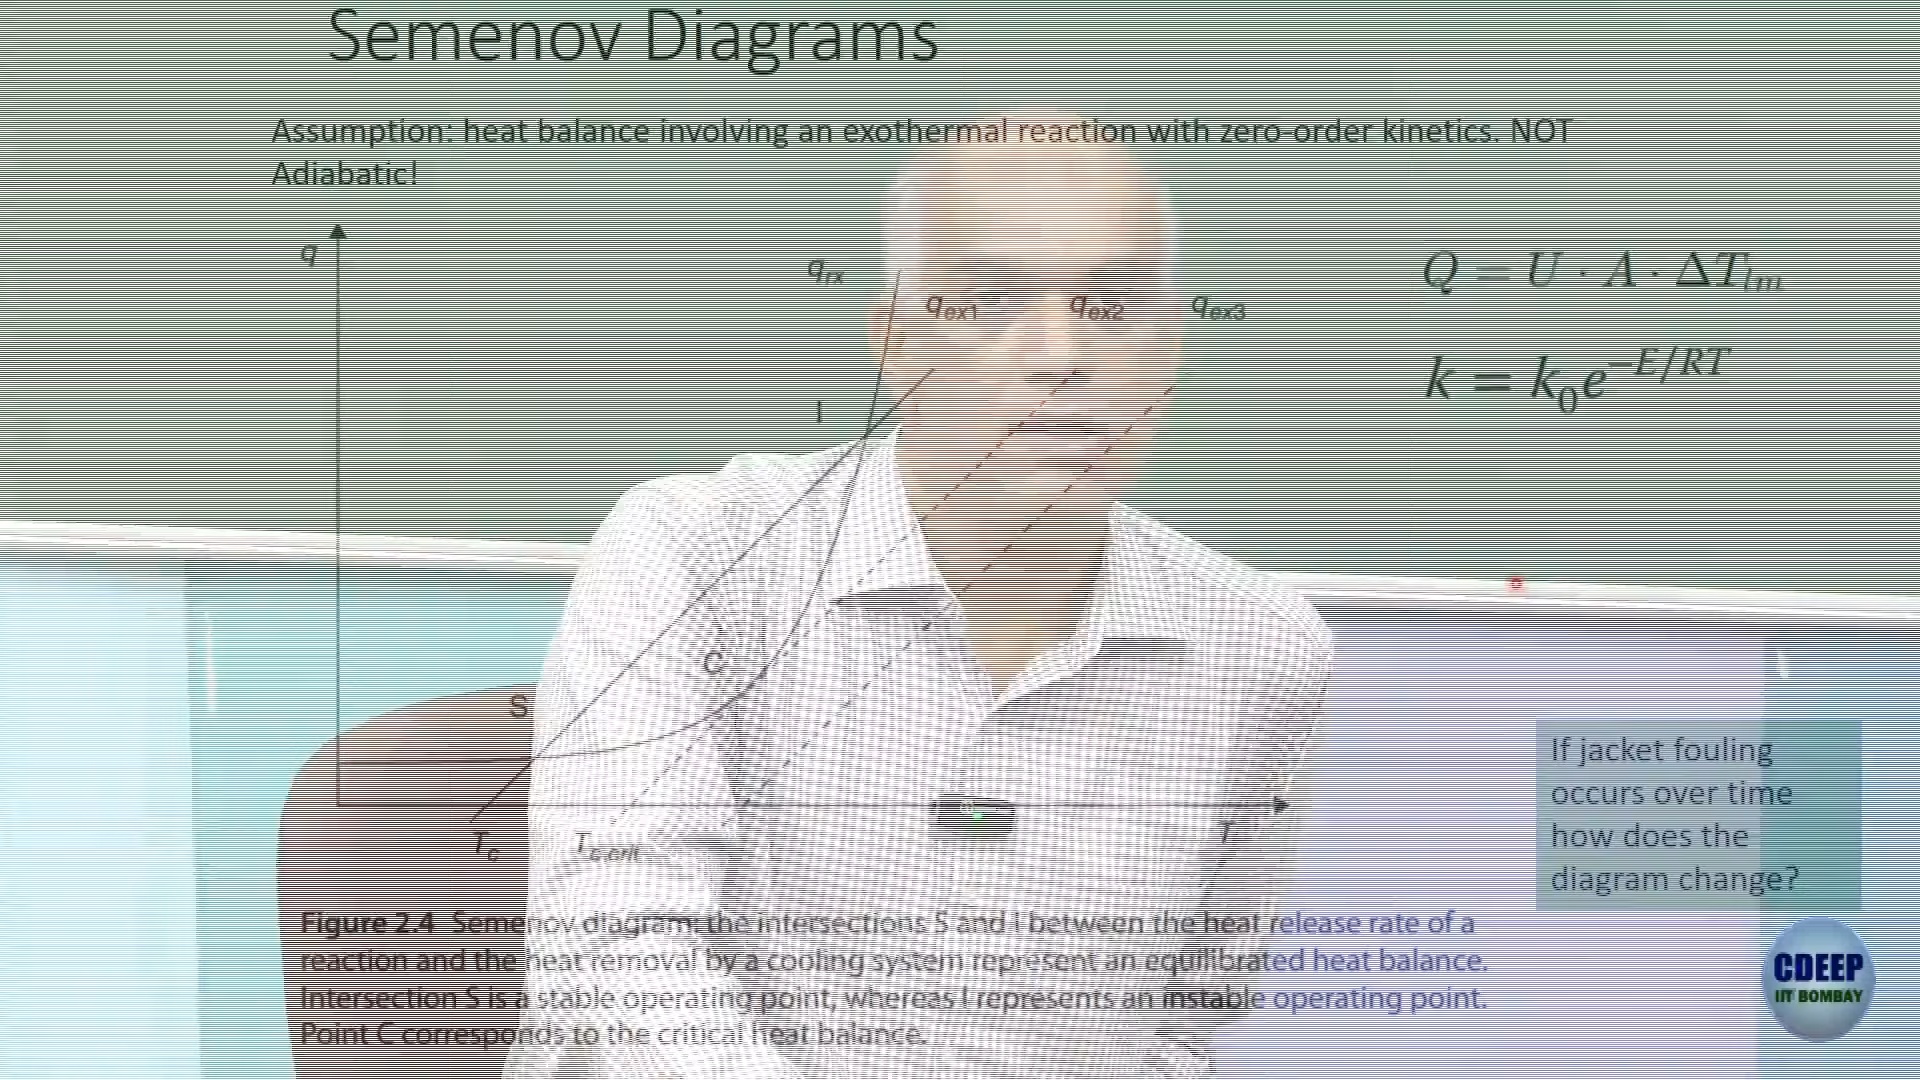 Semenov Diagrams
Assumption: heat balance involving an exothermal reaction with zero-order kinetics. NOT
Adiabatic!
q
q_rx
q_ex1 q_ex2 q_ex3
Q = U · A · ΔT_lm
k = k_0 e^{-E/RT}
I
C
S
T_c T_c,crit T
If jacket fouling
occurs over time
how does the
diagram change?
Figure 2.4 Semenov diagram: the intersections S and I between the heat release rate of a
reaction and the heat removal by a cooling system represent an equilibrated heat balance.
Intersection S is a stable operating point, whereas I represents an instable operating point.
Point C corresponds to the critical heat balance.
CDEEP
IIT BOMBAY